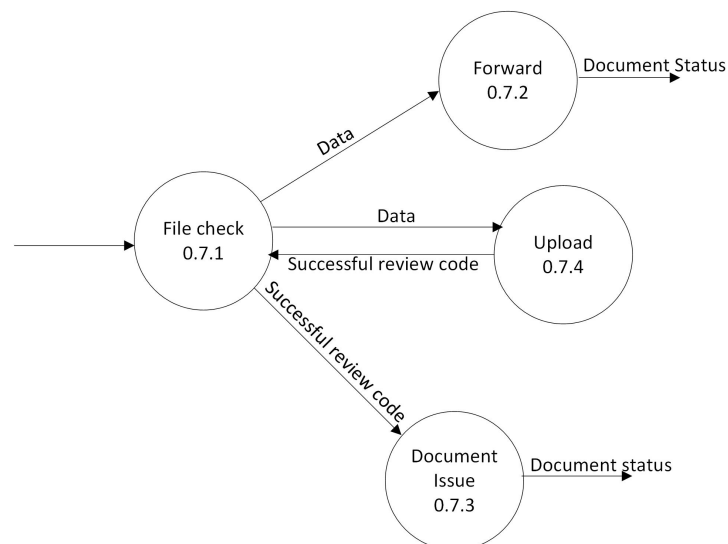 Forward
0.7.2
Document Status
Data
File check
0.7.1
Data
Successful review code
Upload
0.7.4
Successful review code
Document
Issue
0.7.3
Document status